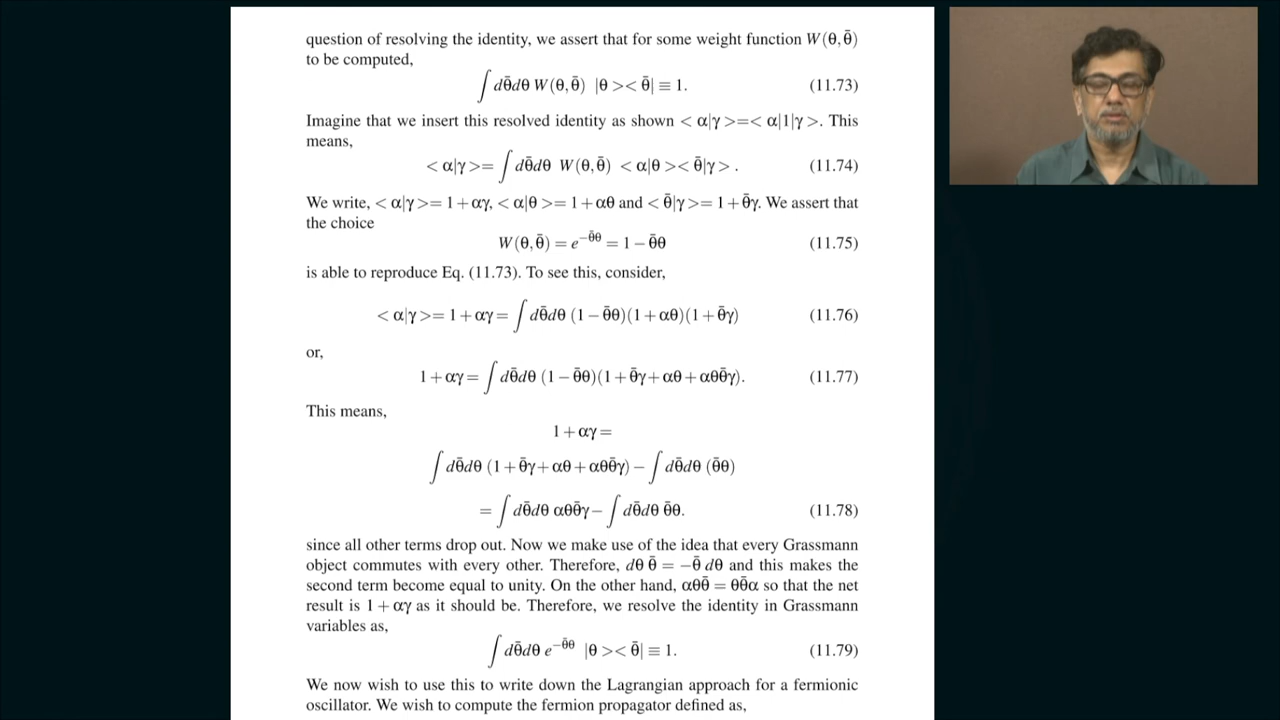 question of resolving the identity, we assert that for some weight function W(θ,θ̄)
to be computed,
∫ dθ̄dθ W(θ,θ̄) |θ >< θ̄| ≡ 1. (11.73)
Imagine that we insert this resolved identity as shown < α|γ >=< α|1|γ >. This
means,
< α|γ >= ∫ dθ̄dθ W(θ,θ̄) < α|θ >< θ̄|γ > . (11.74)
We write, < α|γ >= 1+αγ, < α|θ >= 1+αθ and < θ̄|γ >= 1+θ̄γ. We assert that
the choice
W(θ,θ̄) = e^{−θ̄θ} = 1−θ̄θ (11.75)
is able to reproduce Eq. (11.73). To see this, consider,
< α|γ >= 1+αγ = ∫ dθ̄dθ (1−θ̄θ)(1+αθ)(1+θ̄γ) (11.76)
or,
1+αγ = ∫ dθ̄dθ (1−θ̄θ)(1+θ̄γ+αθ+αθθ̄γ). (11.77)
This means,
1+αγ =
∫ dθ̄dθ (1+θ̄γ+αθ+αθθ̄γ) − ∫ dθ̄dθ (θ̄θ)
= ∫ dθ̄dθ αθθ̄γ − ∫ dθ̄dθ θ̄θ. (11.78)
since all other terms drop out. Now we make use of the idea that every Grassmann
object commutes with every other. Therefore, dθ θ̄ = −θ̄ dθ and this makes the
second term become equal to unity. On the other hand, αθθ̄ = θθ̄α so that the net
result is 1+αγ as it should be. Therefore, we resolve the identity in Grassmann
variables as,
∫ dθ̄dθ e^{−θ̄θ} |θ >< θ̄| ≡ 1. (11.79)
We now wish to use this to write down the Lagrangian approach for a fermionic
oscillator. We wish to compute the fermion propagator defined as,